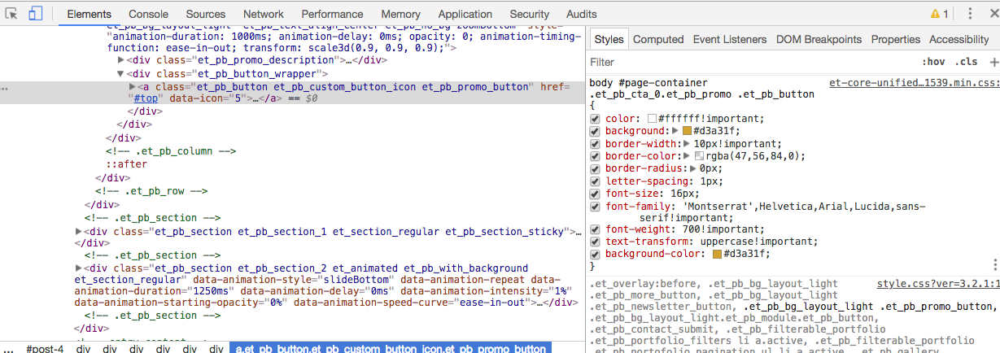 Elements Console Sources Network Performance Memory Application Security Audits 1
et_pb_bg_layout_light et_pb_text_align_center et_pb_no_bg zoomBottom" style=
"animation-duration: 1000ms; animation-delay: 0ms; opacity: 0; animation-timing-
function: ease-in-out; transform: scale3d(0.9, 0.9, 0.9);">
<div class="et_pb_promo_description">…</div>
<div class="et_pb_button_wrapper">
… <a class="et_pb_button et_pb_custom_button_icon et_pb_promo_button" href=
"#top" data-icon="5">…</a> == $0
</div>
</div>
</div>
<!-- .et_pb_column -->
::after
</div>
<!-- .et_pb_row -->
</div>
<!-- .et_pb_section -->
<div class="et_pb_section et_pb_section_1 et_section_regular et_pb_section_sticky">…
</div>
<!-- .et_pb_section -->
<div class="et_pb_section et_pb_section_2 et_animated et_pb_with_background
et_section_regular" data-animation-style="slideBottom" data-animation-repeat data-
animation-duration="1250ms" data-animation-delay="0ms" data-animation-intensity="1%"
data-animation-starting-opacity="0%" data-animation-speed-curve="ease-in-out">…</div>
<!-- .et_pb_section -->
</div>
… #post-4 div div div div div div a.et_pb_button.et_pb_custom_button_icon.et_pb_promo_button
Styles Computed Event Listeners DOM Breakpoints Properties Accessibility
Filter :hov .cls +
body #page-container et-core-unified…1539.min.css:
.et_pb_cta_0.et_pb_promo .et_pb_button
{
color: #ffffff!important;
background: #d3a31f;
border-width: 10px!important;
border-color: rgba(47,56,84,0);
border-radius: 0px;
letter-spacing: 1px;
font-size: 16px;
font-family: 'Montserrat',Helvetica,Arial,Lucida,sans-
serif!important;
font-weight: 700!important;
text-transform: uppercase!important;
background-color: #d3a31f;
}
.et_overlay:before, .et_pb_bg_layout_light style.css?ver=3.2.1:1
.et_pb_more_button, .et_pb_bg_layout_light
.et_pb_newsletter_button, .et_pb_bg_layout_light .et_pb_promo_button,
.et_pb_bg_layout_light.et_pb_module.et_pb_button,
.et_pb_contact_submit, .et_pb_filterable_portfolio
.et_pb_portfolio_filters li a.active, .et_pb_filterable_portfolio
.et_pb_portofolio_pagination ul li a.active, .et_pb_gallery